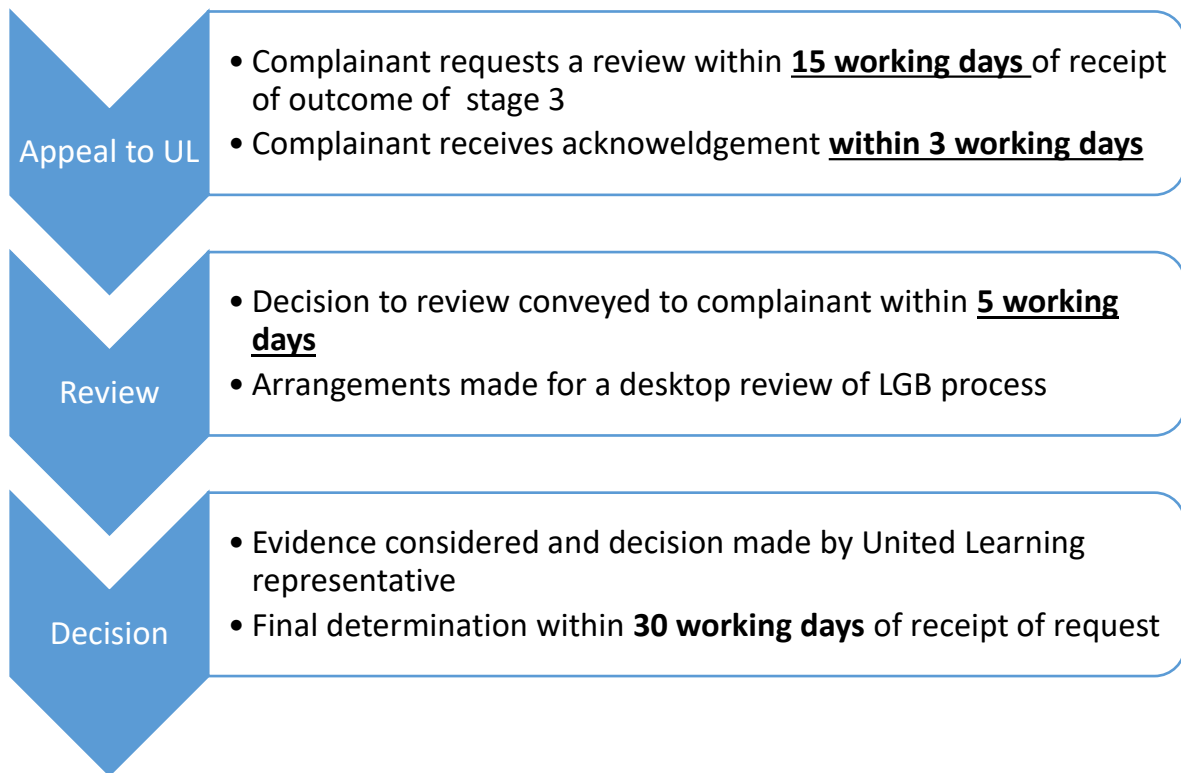 Appeal to UL
• Complainant requests a review within 15 working days of receipt
of outcome of stage 3
• Complainant receives acknoweldgement within 3 working days
Review
• Decision to review conveyed to complainant within 5 working
days
• Arrangements made for a desktop review of LGB process
Decision
• Evidence considered and decision made by United Learning
representative
• Final determination within 30 working days of receipt of request